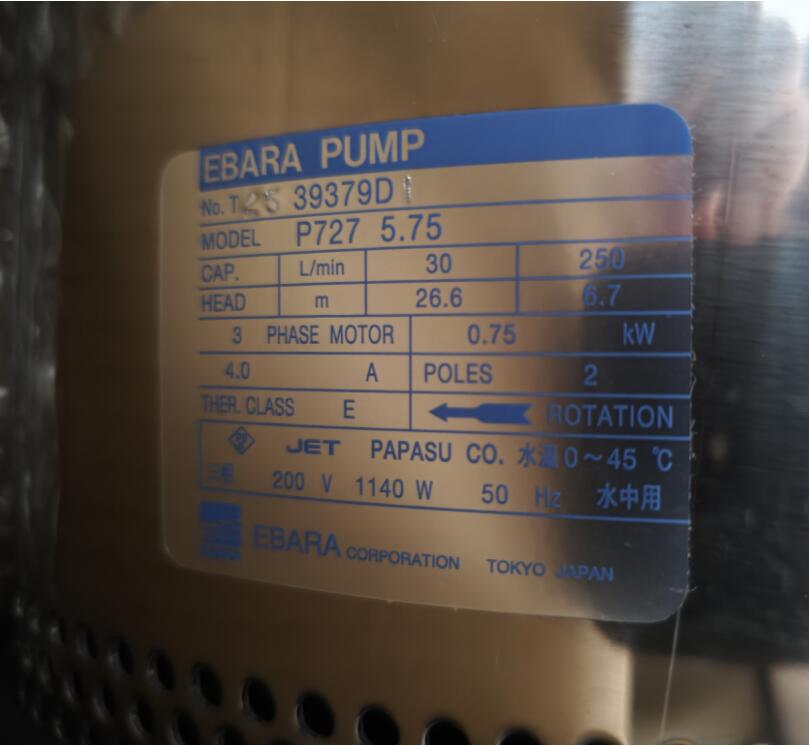 EBARA PUMP
No. T 39379D
MODEL P727 5.75
CAP. L/min 30 250
HEAD m 26.6 6.7
3 PHASE MOTOR 0.75 kW
4.0 A POLES 2
THER. CLASS E ROTATION
JET PAPASU CO. 水温 0～45 ℃
三相 200 V 1140 W 50 Hz 水中用
EBARA CORPORATION TOKYO JAPAN